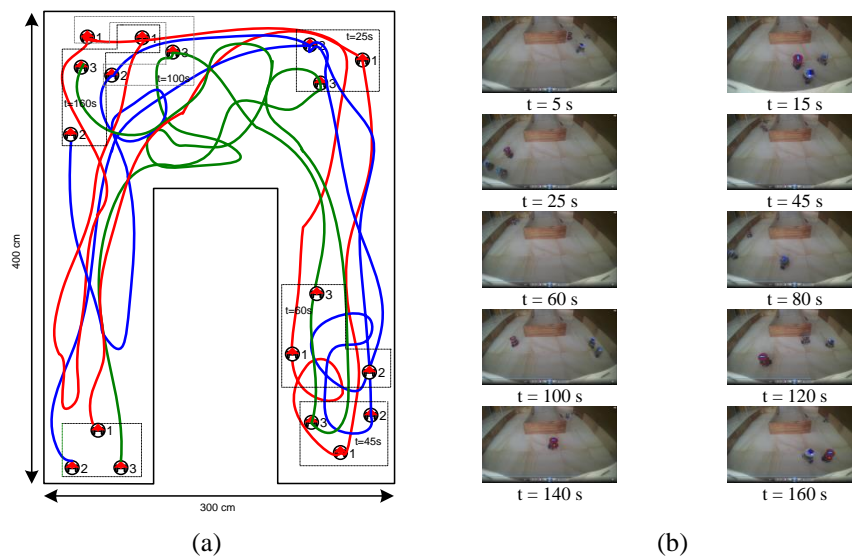 1 1 3 2 t=25s
3 2 t=100s 1
3
t=160s
2
3
t=60s
1
2
3 2
t=45s
1
1
2 3
400 cm
300 cm
(a)
t = 5 s t = 15 s
t = 25 s t = 45 s
t = 60 s t = 80 s
t = 100 s t = 120 s
t = 140 s t = 160 s
(b)